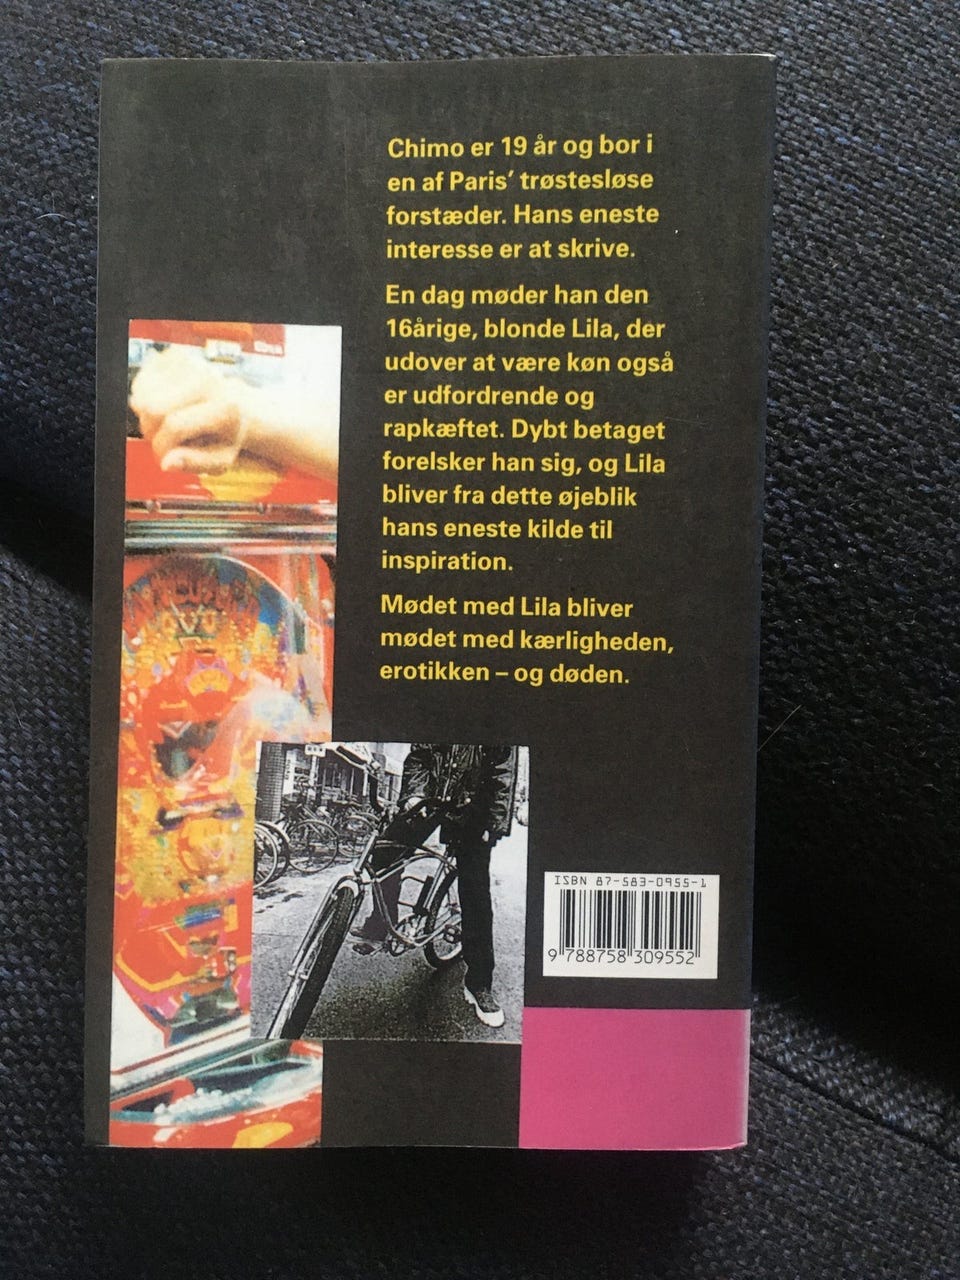 Chimo er 19 år og bor i
en af Paris' trøstesløse
forstæder. Hans eneste
interesse er at skrive.
En dag møder han den
16årige, blonde Lila, der
udover at være køn også
er udfordrende og
rapkæftet. Dybt betaget
forelsker han sig, og Lila
bliver fra dette øjeblik
hans eneste kilde til
inspiration.
Mødet med Lila bliver
mødet med kærligheden,
erotikken – og døden.
ISBN 87-583-0955-1
9 788758 309552